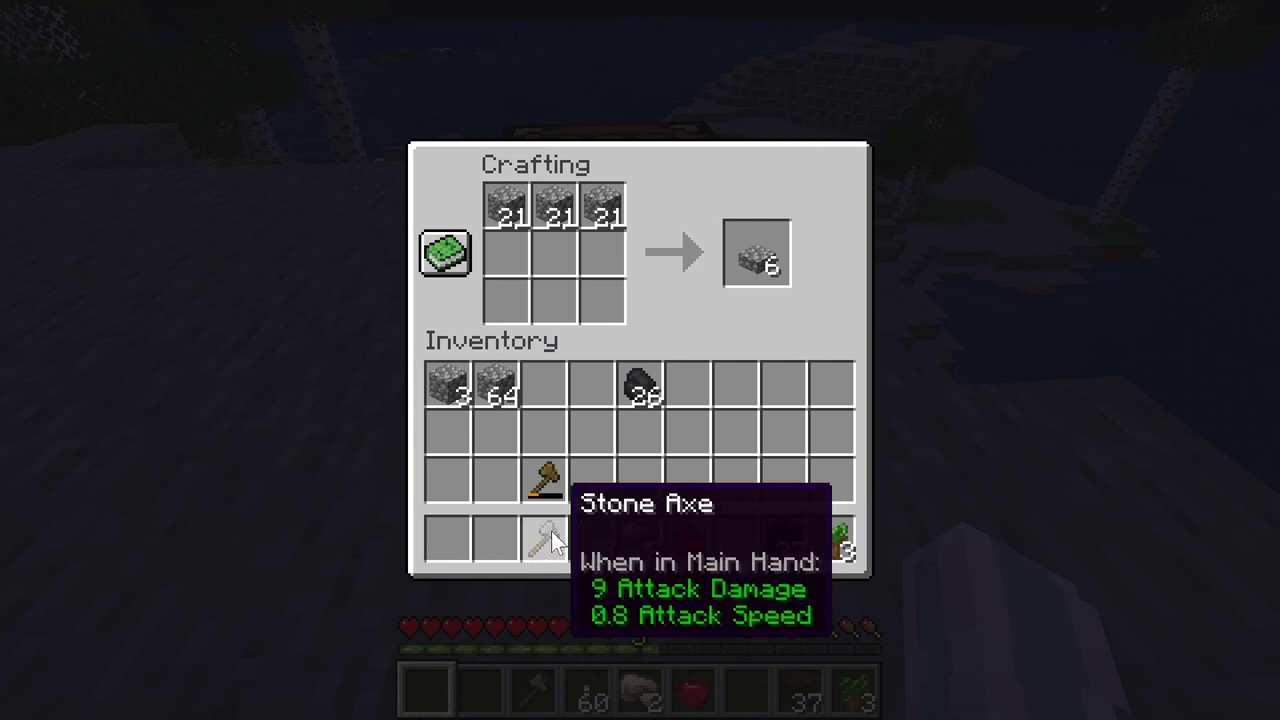 Crafting
21 21 21
6
Inventory
3 64 26
Stone Axe
When in Main Hand:
9 Attack Damage
0.8 Attack Speed
3
60 2 37 3